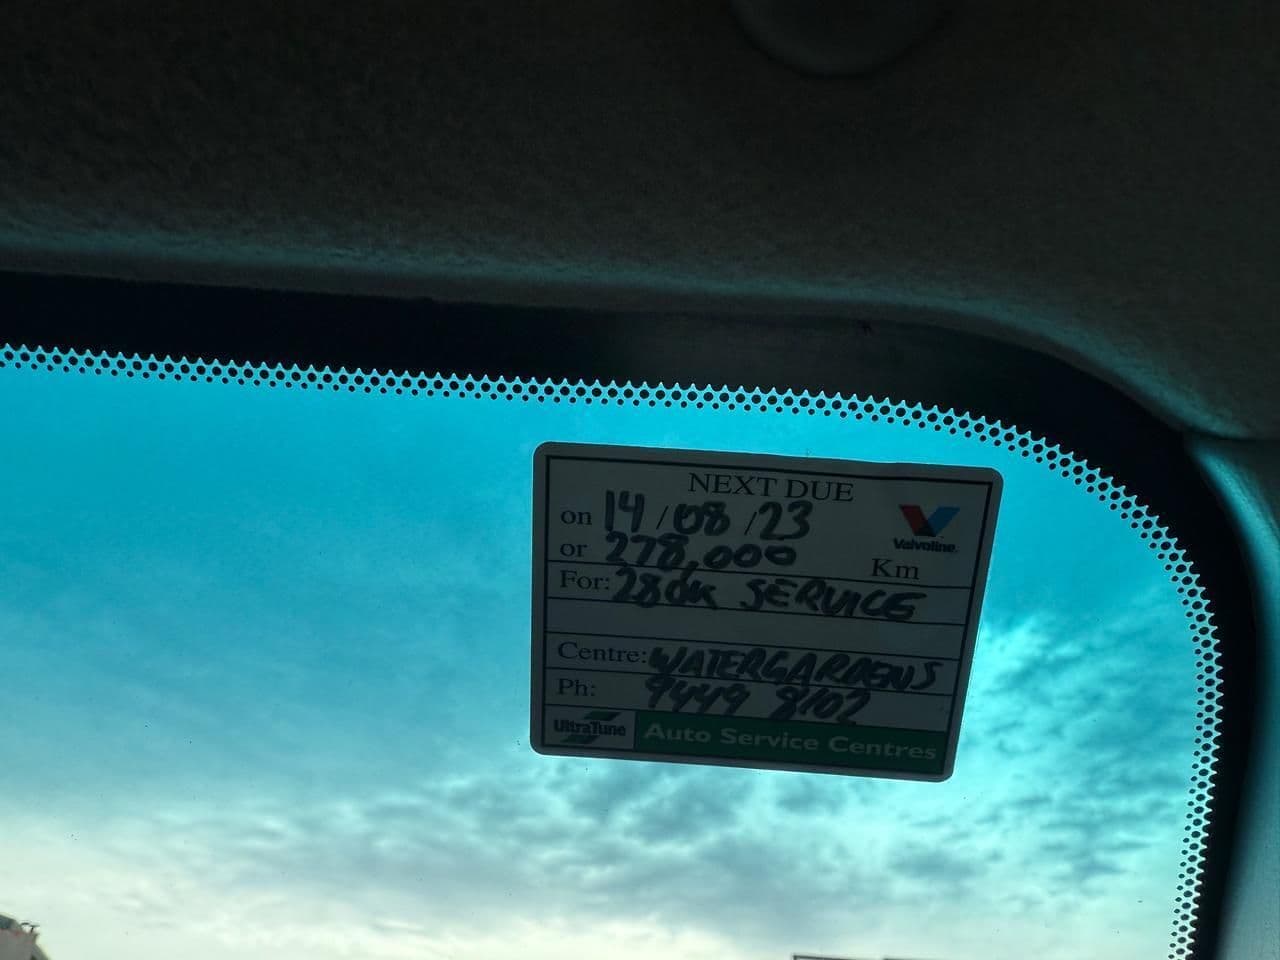 NEXT DUE
on 14/08/23
Valvoline
or 278,000 Km
For: 280K SERVICE
Centre: WATERGARDENS
Ph: 9449 8102
UltraTune Auto Service Centres